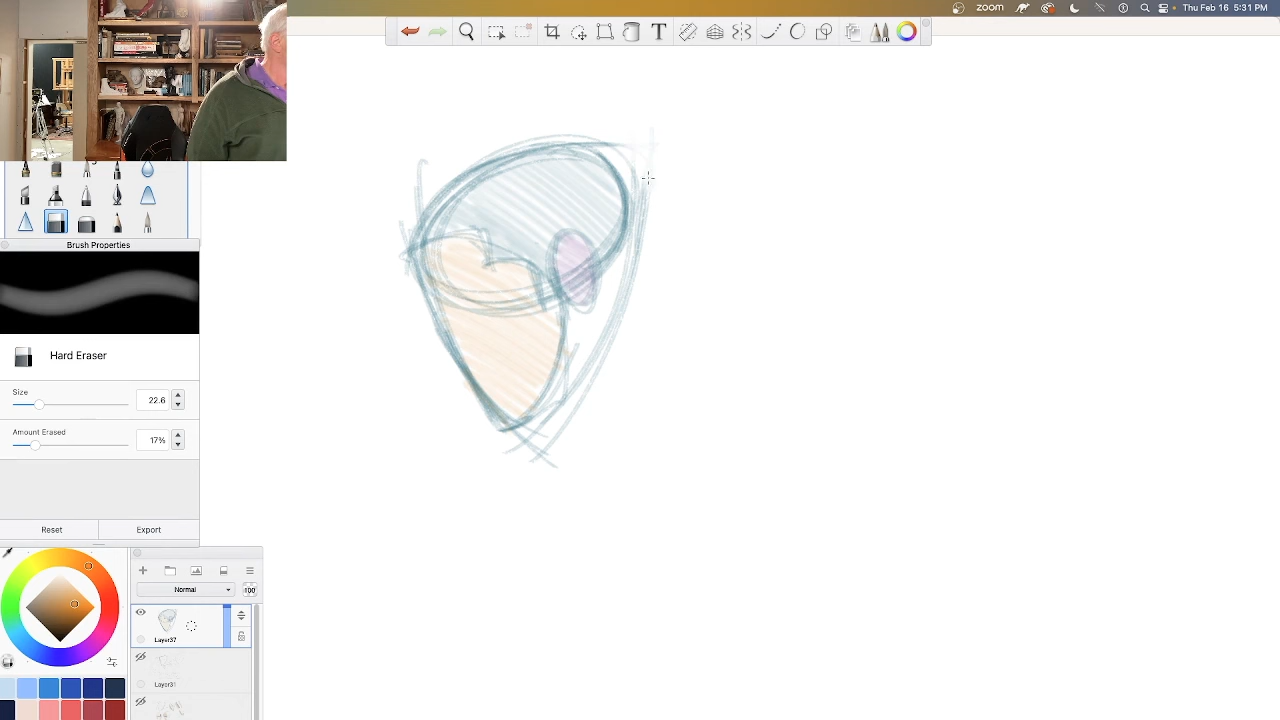 zoom
Thu Feb 16 5:31 PM
T
Brush Properties
Hard Eraser
Size
22.6
Amount Erased
17%
Reset
Export
Normal
100
Layer37
Layer31